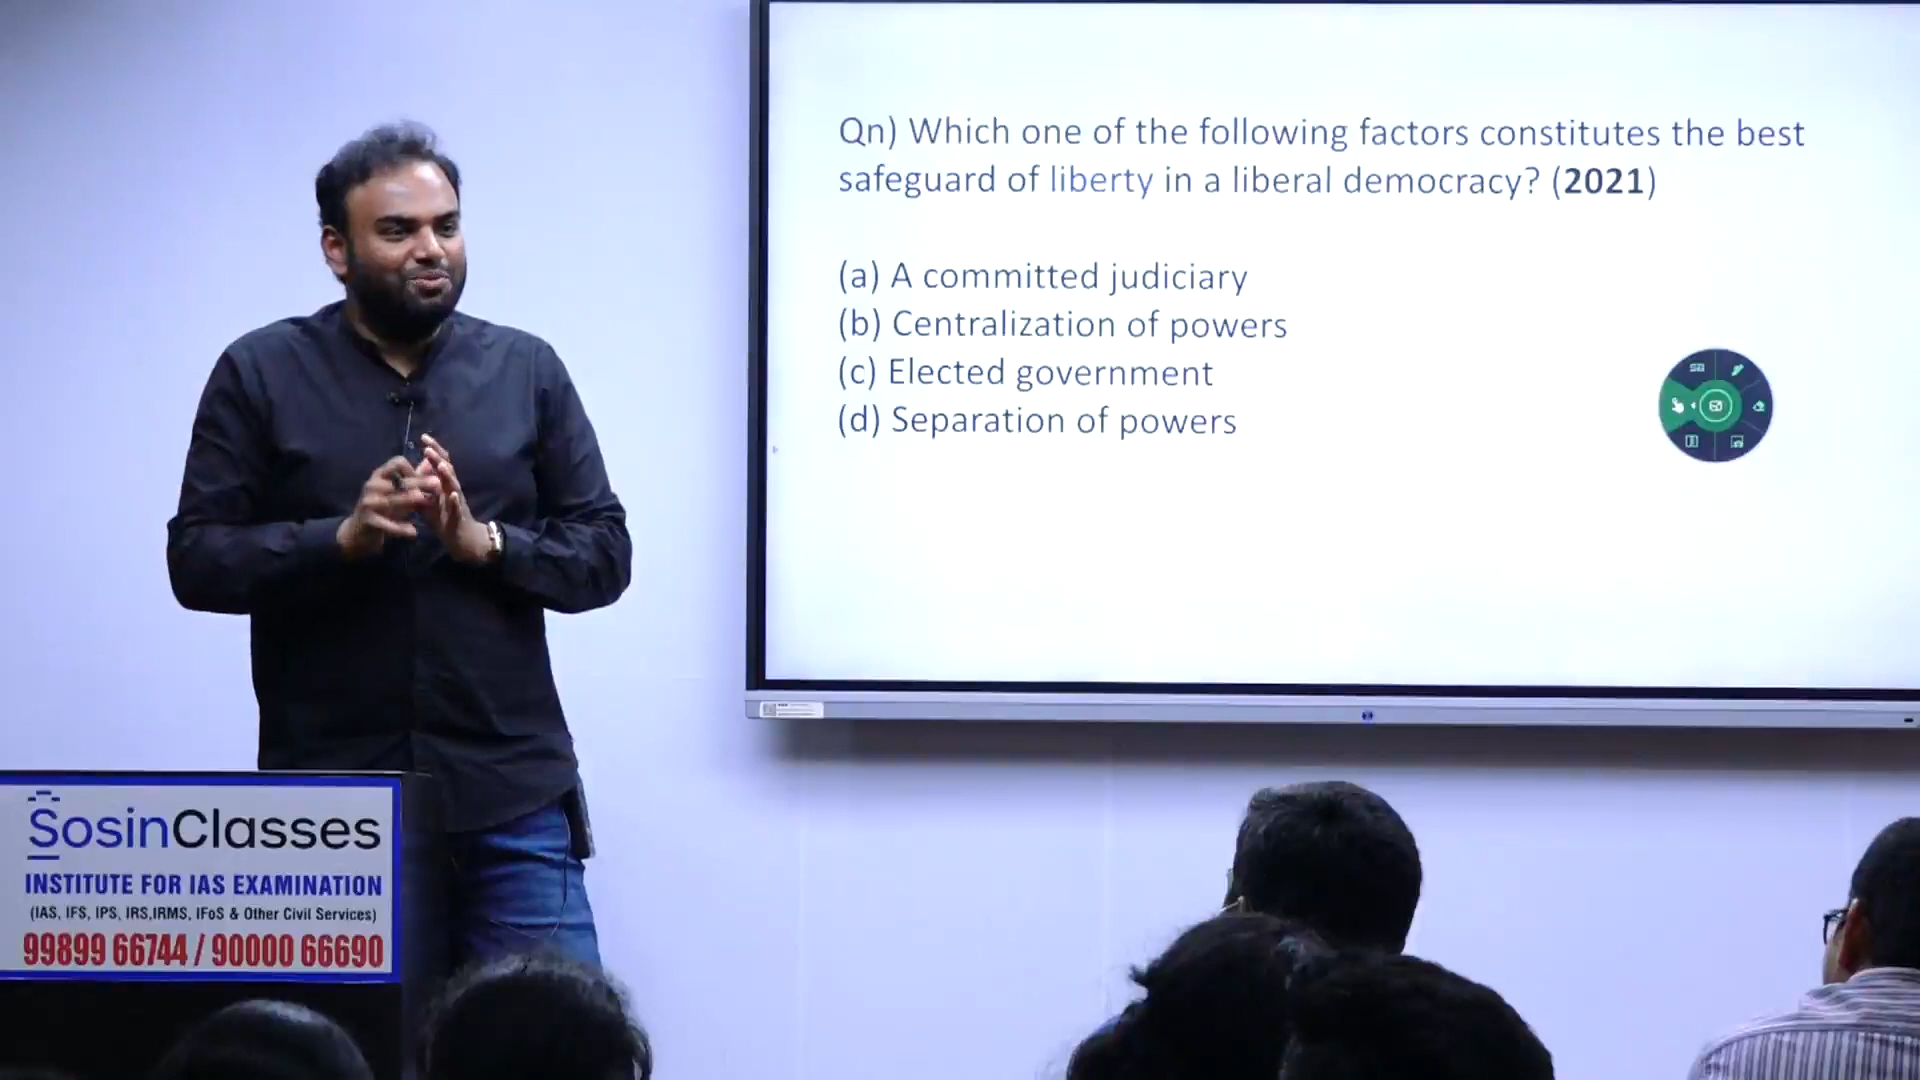 Qn) Which one of the following factors constitutes the best
safeguard of liberty in a liberal democracy? (2021)
(a) A committed judiciary
(b) Centralization of powers
(c) Elected government
(d) Separation of powers
SosinClasses
INSTITUTE FOR IAS EXAMINATION
(IAS, IFS, IPS, IRS,IRMS, IFoS & Other Civil Services)
99899 66744 / 90000 66690